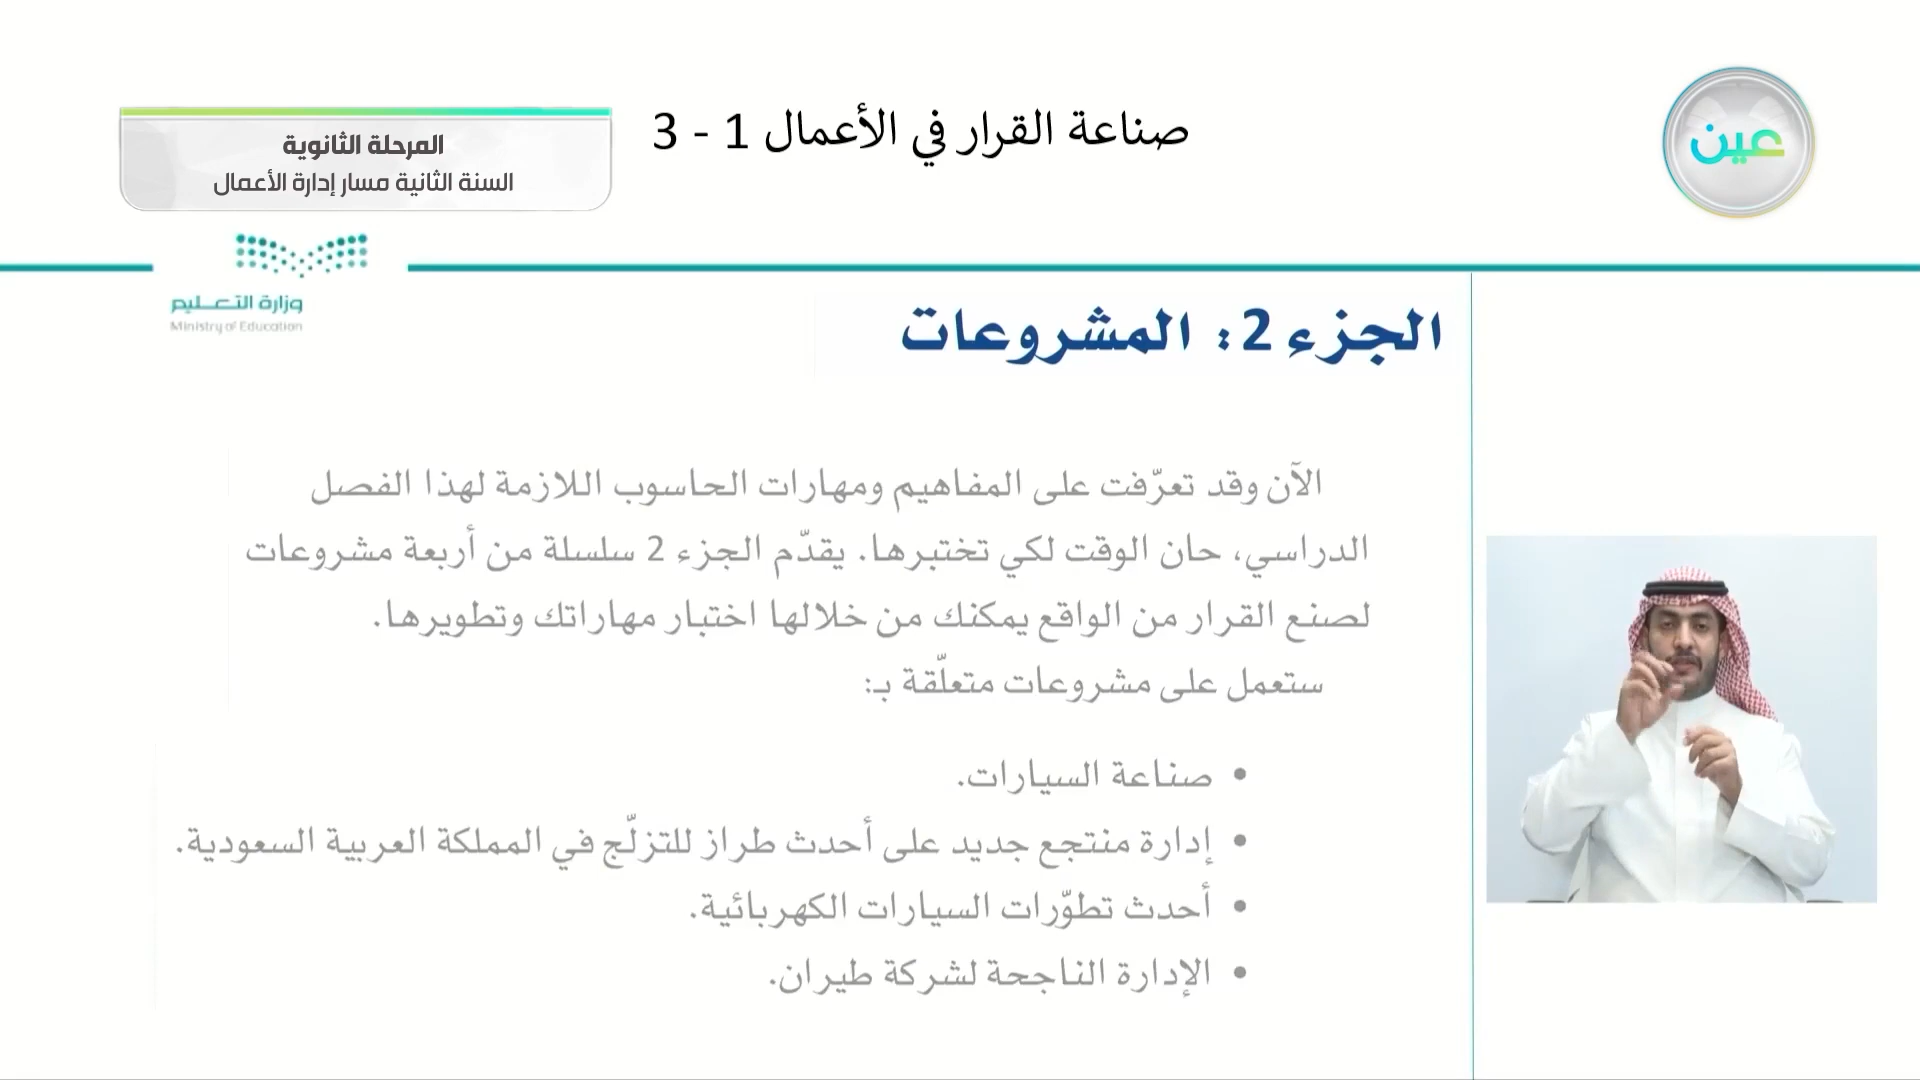 عين
صناعة القرار في الأعمال 1 - 3
المرحلة الثانوية
السنة الثانية مسار إدارة الأعمال
وزارة التعليم
Ministry of Education
الجزء 2: المشروعات
الآن وقد تعرّفت على المفاهيم ومهارات الحاسوب اللازمة لهذا الفصل
الدراسي، حان الوقت لكي تختبرها. يقدّم الجزء 2 سلسلة من أربعة مشروعات
لصنع القرار من الواقع يمكنك من خلالها اختبار مهاراتك وتطويرها.
ستعمل على مشروعات متعلّقة بـ:
• صناعة السيارات.
• إدارة منتجع جديد على أحدث طراز للتزلّج في المملكة العربية السعودية.
• أحدث تطوّرات السيارات الكهربائية.
• الإدارة الناجحة لشركة طيران.